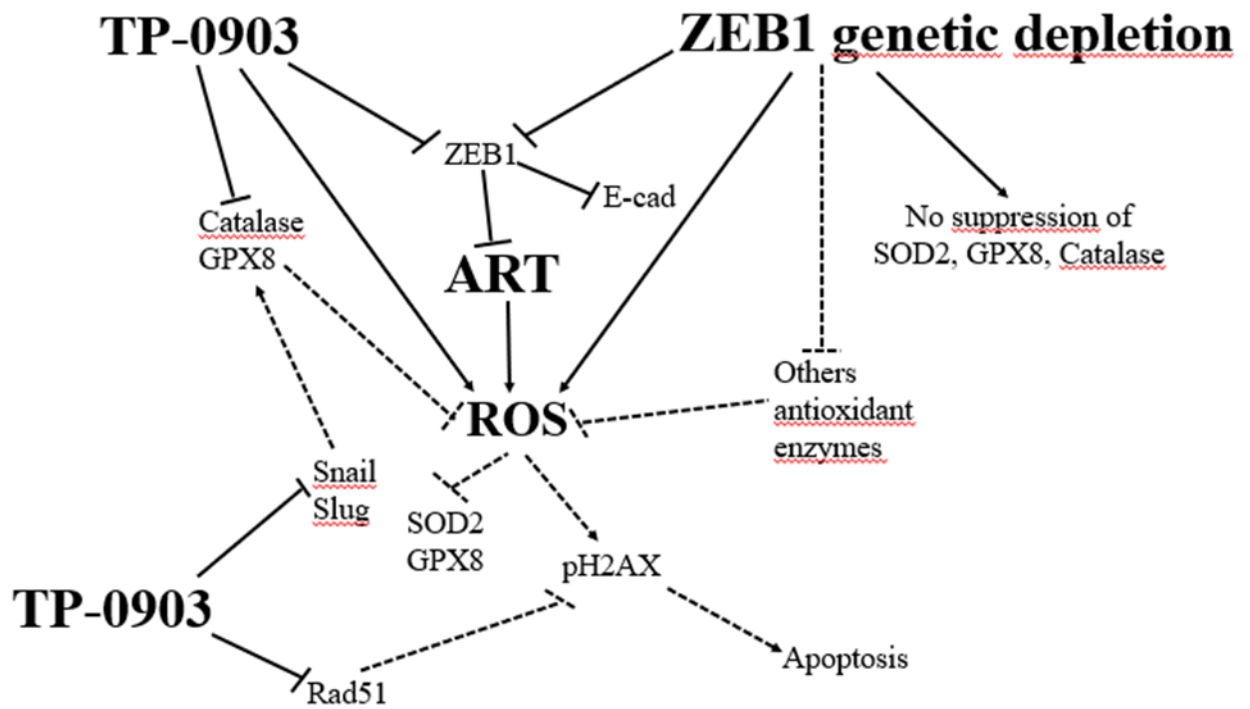 TP-0903
ZEB1 genetic depletion
ZEB1
E-cad
Catalase
GPX8
No suppression of
SOD2, GPX8, Catalase
ART
Others
antioxidant
enzymes
ROS
Snail
Slug
SOD2
GPX8
pH2AX
TP-0903
Apoptosis
Rad51